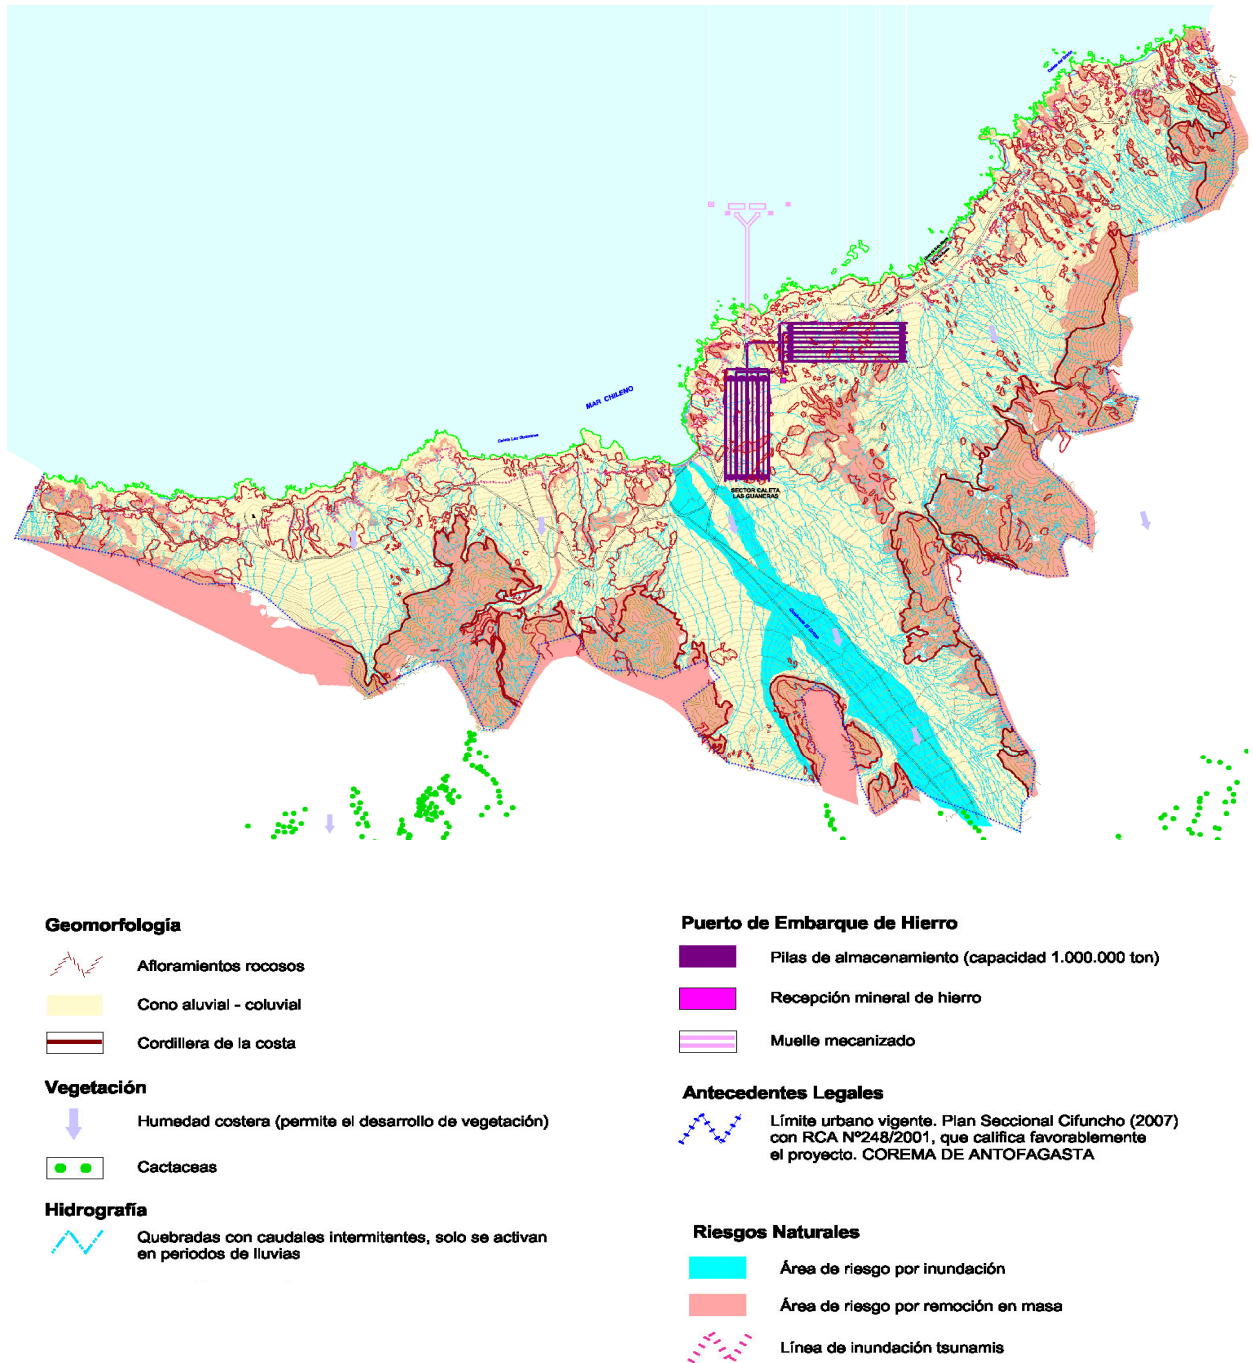 MAR CHILENO
Caleta Las Guaneras
SECTOR CALETA
LAS GUANERAS
Geomorfología
Afloramientos rocosos
Cono aluvial - coluvial
Cordillera de la costa
Vegetación
Humedad costera (permite el desarrollo de vegetación)
Cactaceas
Hidrografía
Quebradas con caudales intermitentes, solo se activan
en periodos de lluvias
Puerto de Embarque de Hierro
Pilas de almacenamiento (capacidad 1.000.000 ton)
Recepción mineral de hierro
Muelle mecanizado
Antecedentes Legales
Límite urbano vigente. Plan Seccional Cifuncho (2007)
con RCA Nº248/2001, que califica favorablemente
el proyecto. COREMA DE ANTOFAGASTA
Riesgos Naturales
Área de riesgo por inundación
Área de riesgo por remoción en masa
Línea de inundación tsunamis